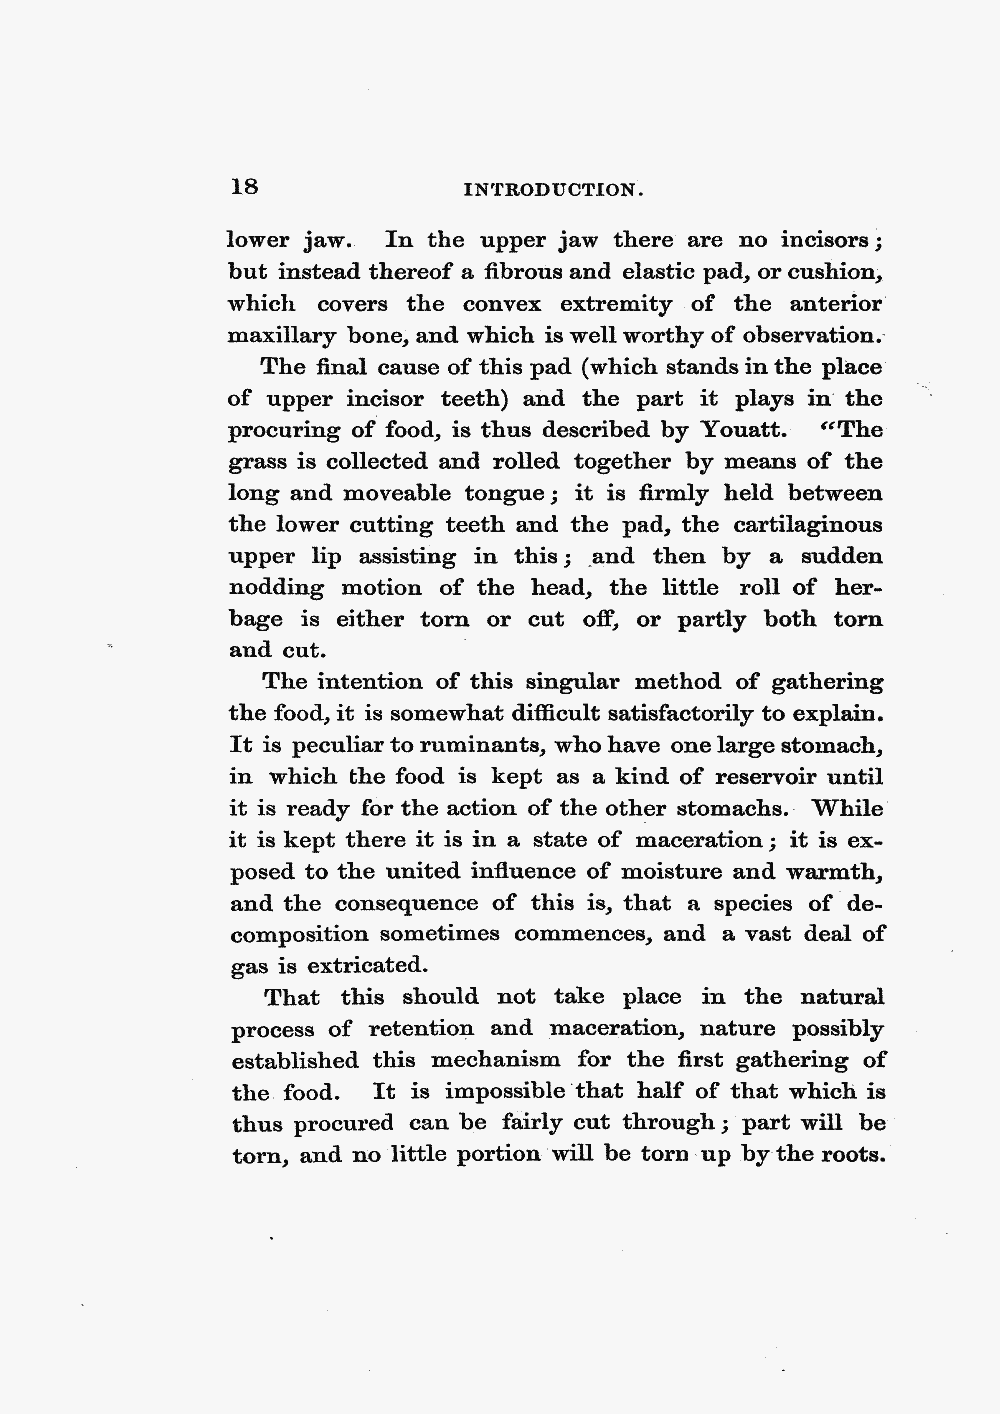 18 INTRODUCTION.
lower jaw. In the upper jaw there are no incisors;
but instead thereof a fibrous and elastic pad, or cushion,
which covers the convex extremity of the anterior
maxillary bone, and which is well worthy of observation.
The final cause of this pad (which stands in the place
of upper incisor teeth) and the part it plays in the
procuring of food, is thus described by Youatt. “The
grass is collected and rolled together by means of the
long and moveable tongue; it is firmly held between
the lower cutting teeth and the pad, the cartilaginous
upper lip assisting in this; and then by a sudden
nodding motion of the head, the little roll of her-
bage is either torn or cut off, or partly both torn
and cut.
The intention of this singular method of gathering
the food, it is somewhat difficult satisfactorily to explain.
It is peculiar to ruminants, who have one large stomach,
in which the food is kept as a kind of reservoir until
it is ready for the action of the other stomachs. While
it is kept there it is in a state of maceration; it is ex-
posed to the united influence of moisture and warmth,
and the consequence of this is, that a species of de-
composition sometimes commences, and a vast deal of
gas is extricated.
That this should not take place in the natural
process of retention and maceration, nature possibly
established this mechanism for the first gathering of
the food. It is impossible that half of that which is
thus procured can be fairly cut through; part will be
torn, and no little portion will be torn up by the roots.